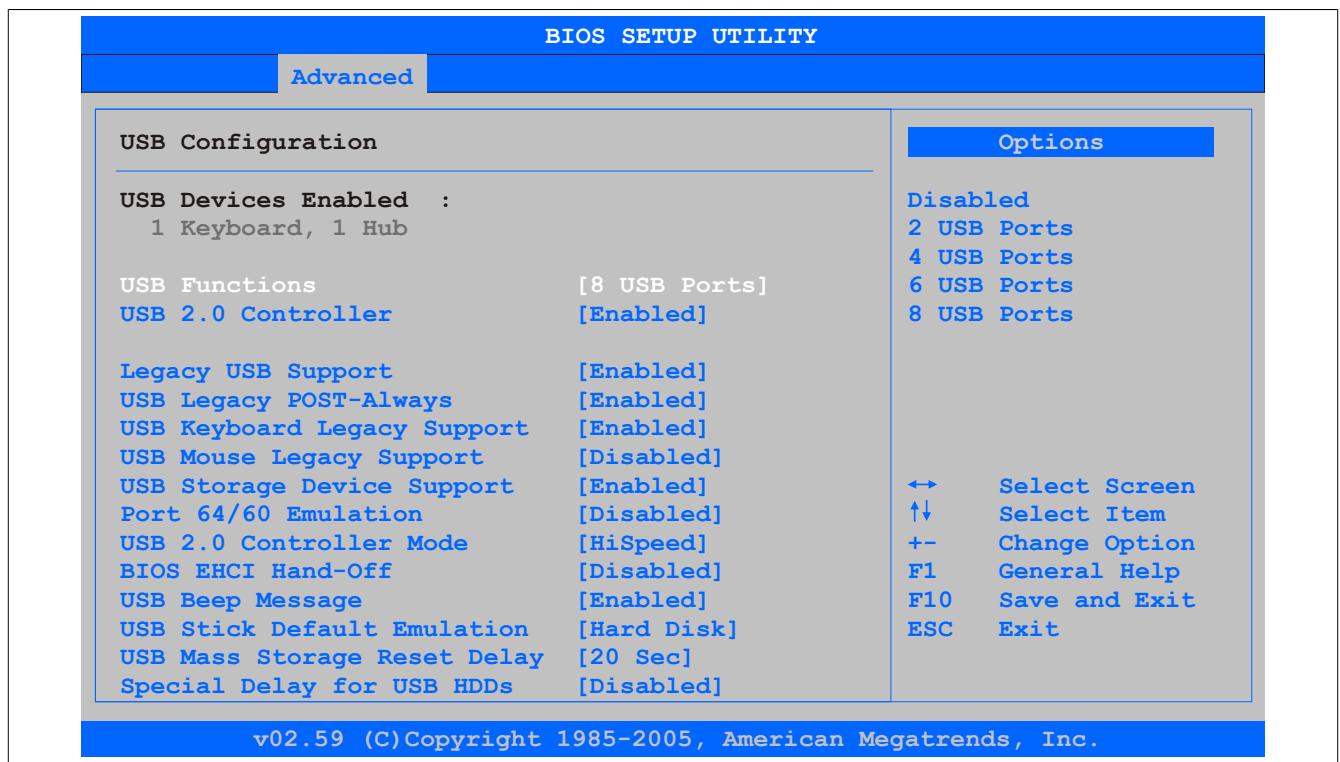 BIOS SETUP UTILITY
Advanced
USB Configuration
USB Devices Enabled :
1 Keyboard, 1 Hub
USB Functions [8 USB Ports]
USB 2.0 Controller [Enabled]
Legacy USB Support [Enabled]
USB Legacy POST-Always [Enabled]
USB Keyboard Legacy Support [Enabled]
USB Mouse Legacy Support [Disabled]
USB Storage Device Support [Enabled]
Port 64/60 Emulation [Disabled]
USB 2.0 Controller Mode [HiSpeed]
BIOS EHCI Hand-Off [Disabled]
USB Beep Message [Enabled]
USB Stick Default Emulation [Hard Disk]
USB Mass Storage Reset Delay [20 Sec]
Special Delay for USB HDDs [Disabled]
Options
Disabled
2 USB Ports
4 USB Ports
6 USB Ports
8 USB Ports
↔ Select Screen
↑↓ Select Item
+- Change Option
F1 General Help
F10 Save and Exit
ESC Exit
v02.59 (C)Copyright 1985-2005, American Megatrends, Inc.